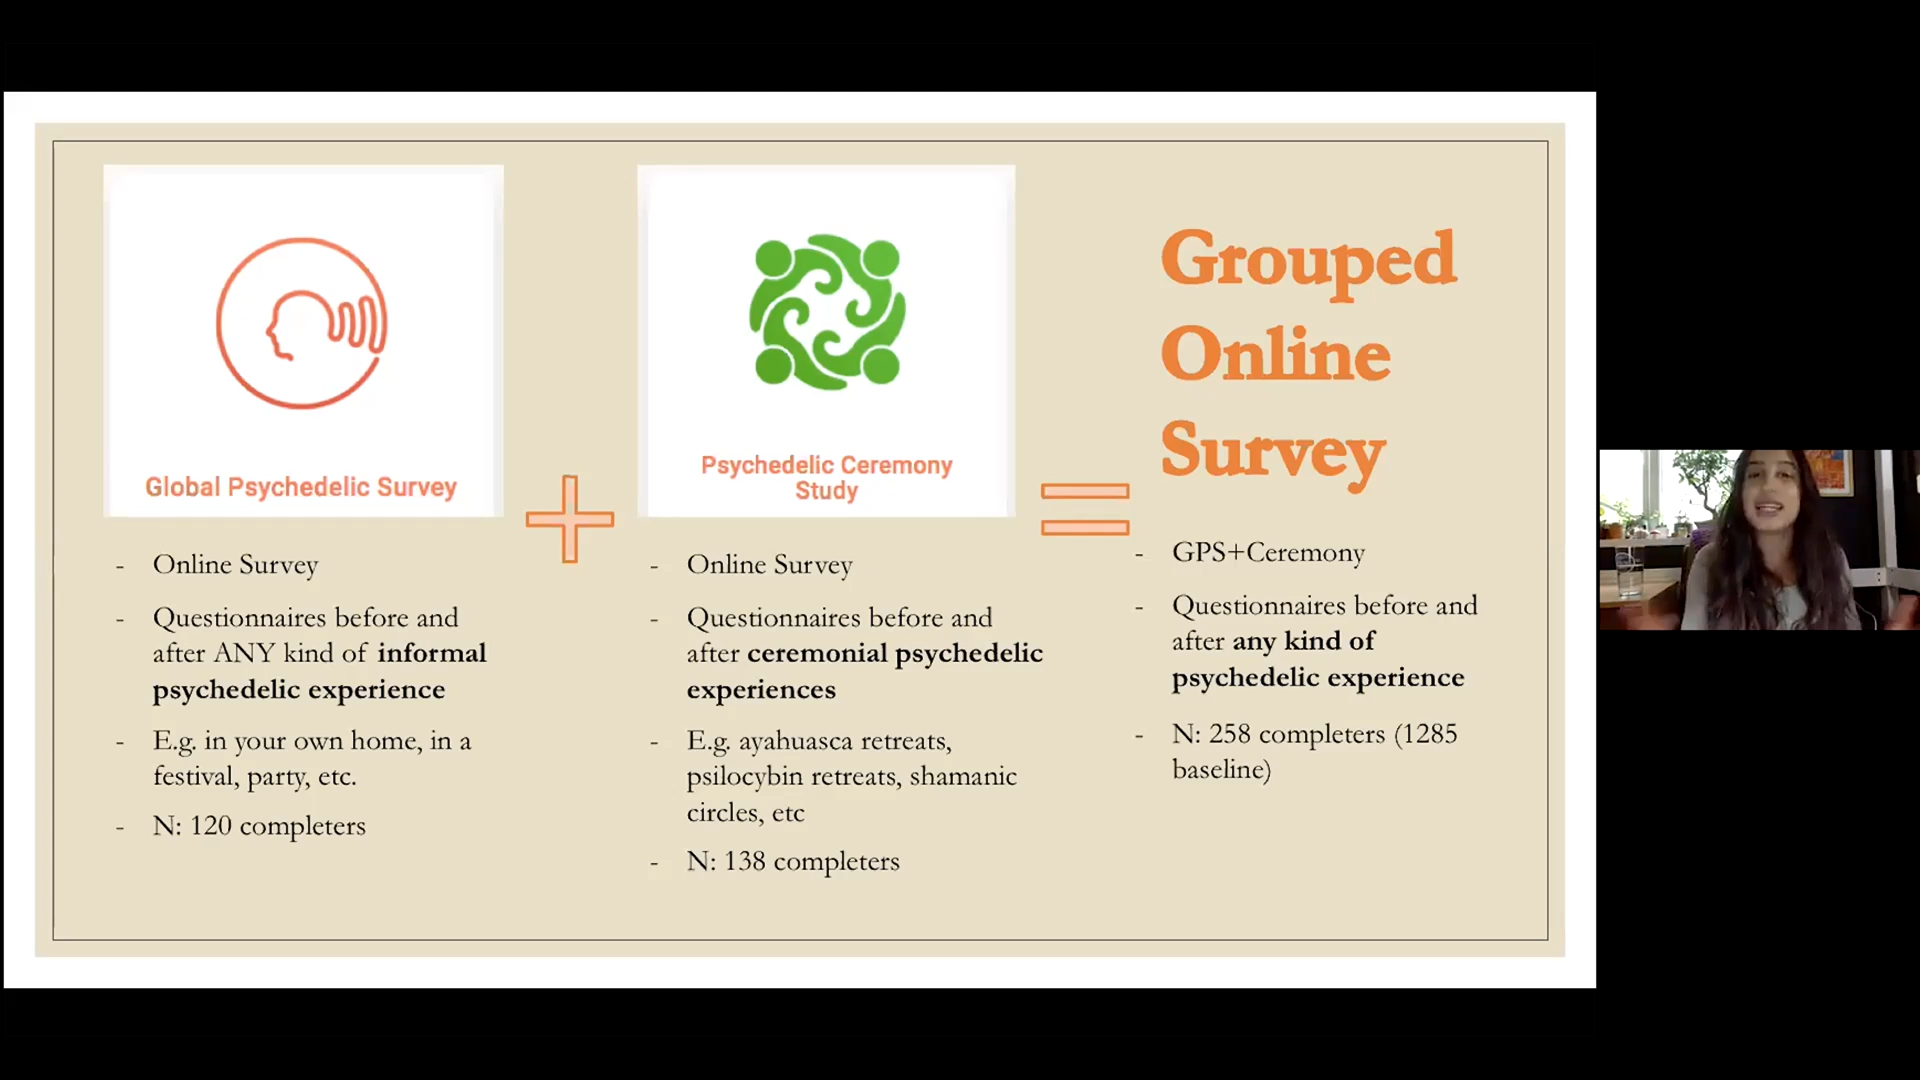 Global Psychedelic Survey
- Online Survey
- Questionnaires before and
after ANY kind of informal
psychedelic experience
- E.g. in your own home, in a
festival, party, etc.
- N: 120 completers
Psychedelic Ceremony
Study
- Online Survey
- Questionnaires before and
after ceremonial psychedelic
experiences
- E.g. ayahuasca retreats,
psilocybin retreats, shamanic
circles, etc
- N: 138 completers
Grouped
Online
Survey
- GPS+Ceremony
- Questionnaires before and
after any kind of
psychedelic experience
- N: 258 completers (1285
baseline)